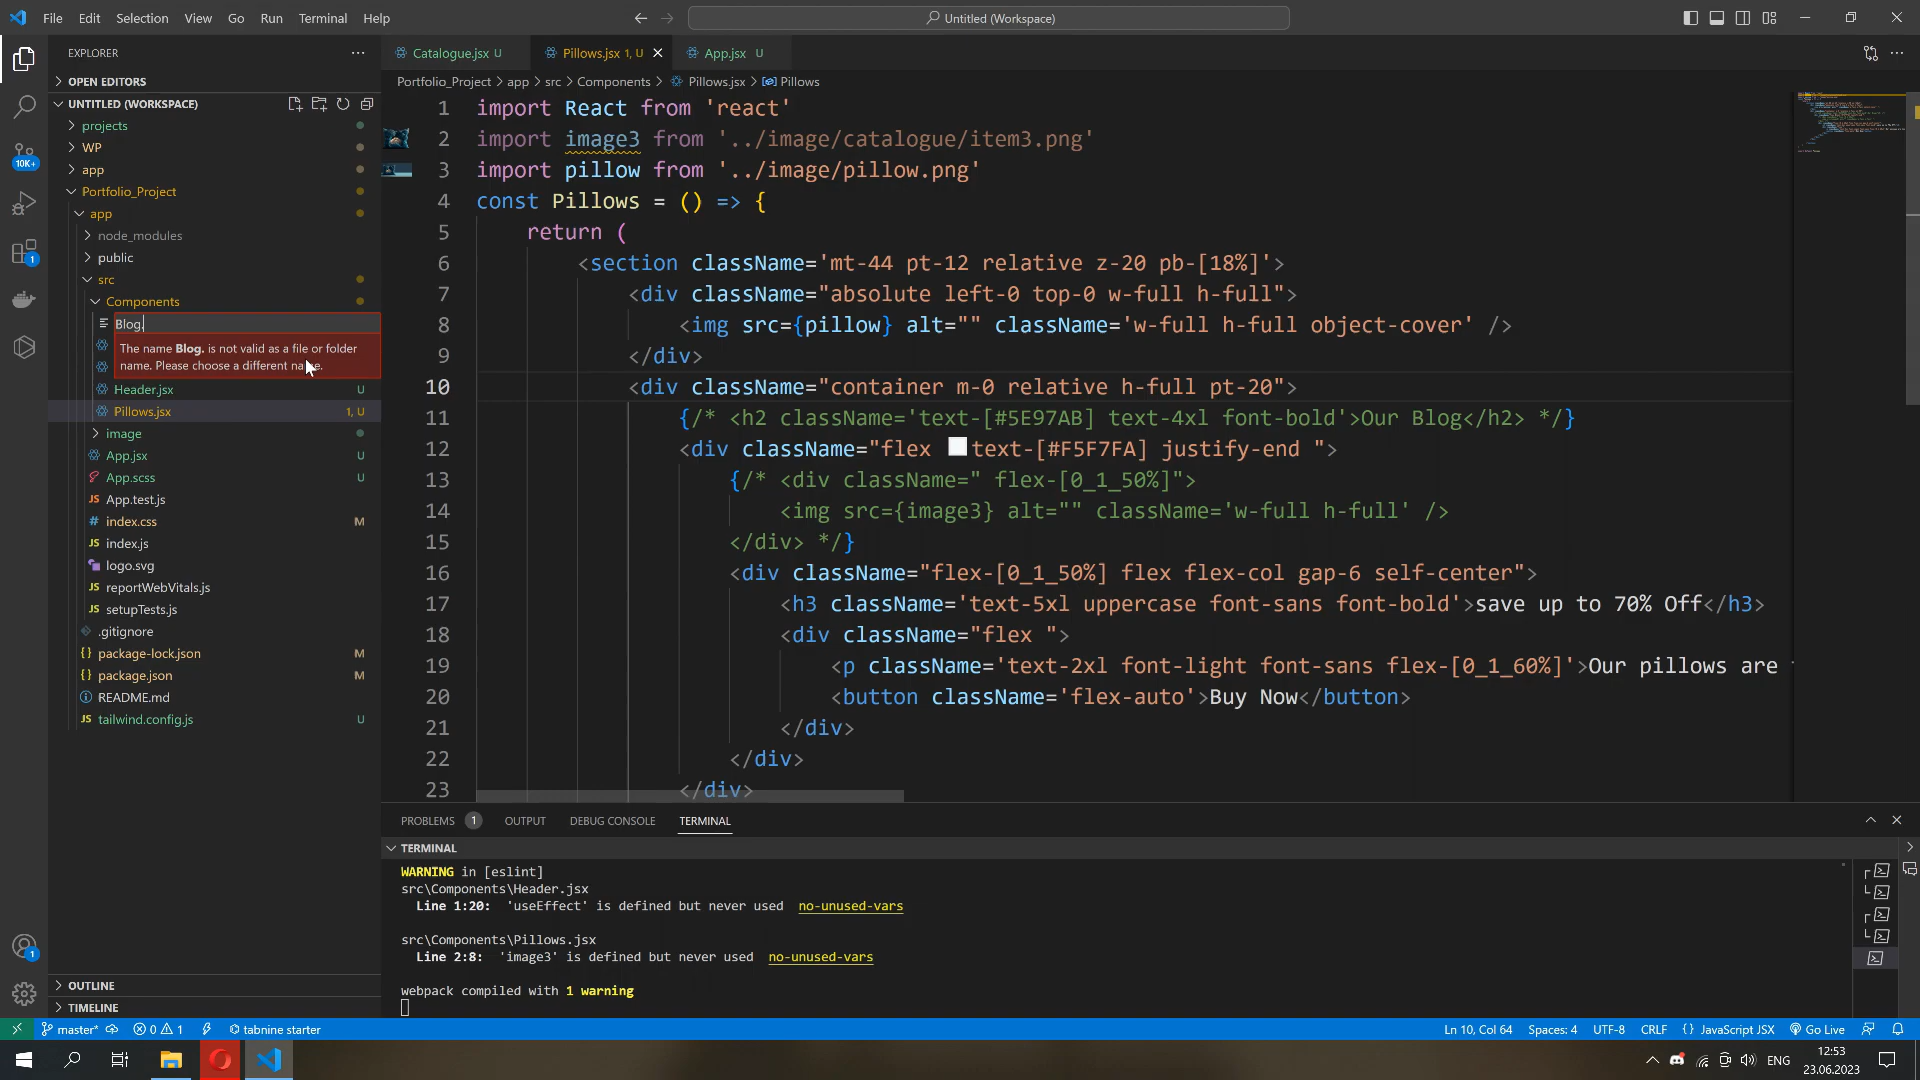 File Edit Selection View Go Run Terminal Help
Untitled (Workspace)
EXPLORER
OPEN EDITORS
UNTITLED (WORKSPACE)
projects
WP
app
Portfolio_Project
app
node_modules
public
src
Components
Blog.
The name Blog. is not valid as a file or folder
name. Please choose a different name.
Header.jsx U
Pillows.jsx 1, U
image
App.jsx U
App.scss U
JS App.test.js
# index.css M
JS index.js
logo.svg
JS reportWebVitals.js
JS setupTests.js
.gitignore
{} package-lock.json M
{} package.json M
README.md
JS tailwind.config.js U
OUTLINE
TIMELINE
10K+
1
1
Catalogue.jsx U
Pillows.jsx 1, U
App.jsx U
Portfolio_Project > app > src > Components > Pillows.jsx > Pillows
1 import React from 'react'
2 import image3 from '../image/catalogue/item3.png'
3 import pillow from '../image/pillow.png'
4 const Pillows = () => {
5 return (
6 <section className='mt-44 pt-12 relative z-20 pb-[18%]'>
7 <div className="absolute left-0 top-0 w-full h-full">
8 <img src={pillow} alt="" className='w-full h-full object-cover' />
9 </div>
10 <div className="container m-0 relative h-full pt-20">
11 {/* <h2 className='text-[#5E97AB] text-4xl font-bold'>Our Blog</h2> */}
12 <div className="flex text-[#F5F7FA] justify-end ">
13 {/* <div className=" flex-[0_1_50%]">
14 <img src={image3} alt="" className='w-full h-full' />
15 </div> */}
16 <div className="flex-[0_1_50%] flex flex-col gap-6 self-center">
17 <h3 className='text-5xl uppercase font-sans font-bold'>save up to 70% Off</h3>
18 <div className="flex ">
19 <p className='text-2xl font-light font-sans flex-[0_1_60%]'>Our pillows are
20 <button className='flex-auto'>Buy Now</button>
21 </div>
22 </div>
23 </div>
PROBLEMS 1 OUTPUT DEBUG CONSOLE TERMINAL
TERMINAL
WARNING in [eslint]
src\Components\Header.jsx
Line 1:20: 'useEffect' is defined but never used no-unused-vars
src\Components\Pillows.jsx
Line 2:8: 'image3' is defined but never used no-unused-vars
webpack compiled with 1 warning
master* 0 1 tabnine starter
Ln 10, Col 64 Spaces: 4 UTF-8 CRLF {} JavaScript JSX Go Live
ENG
12:53
23.06.2023